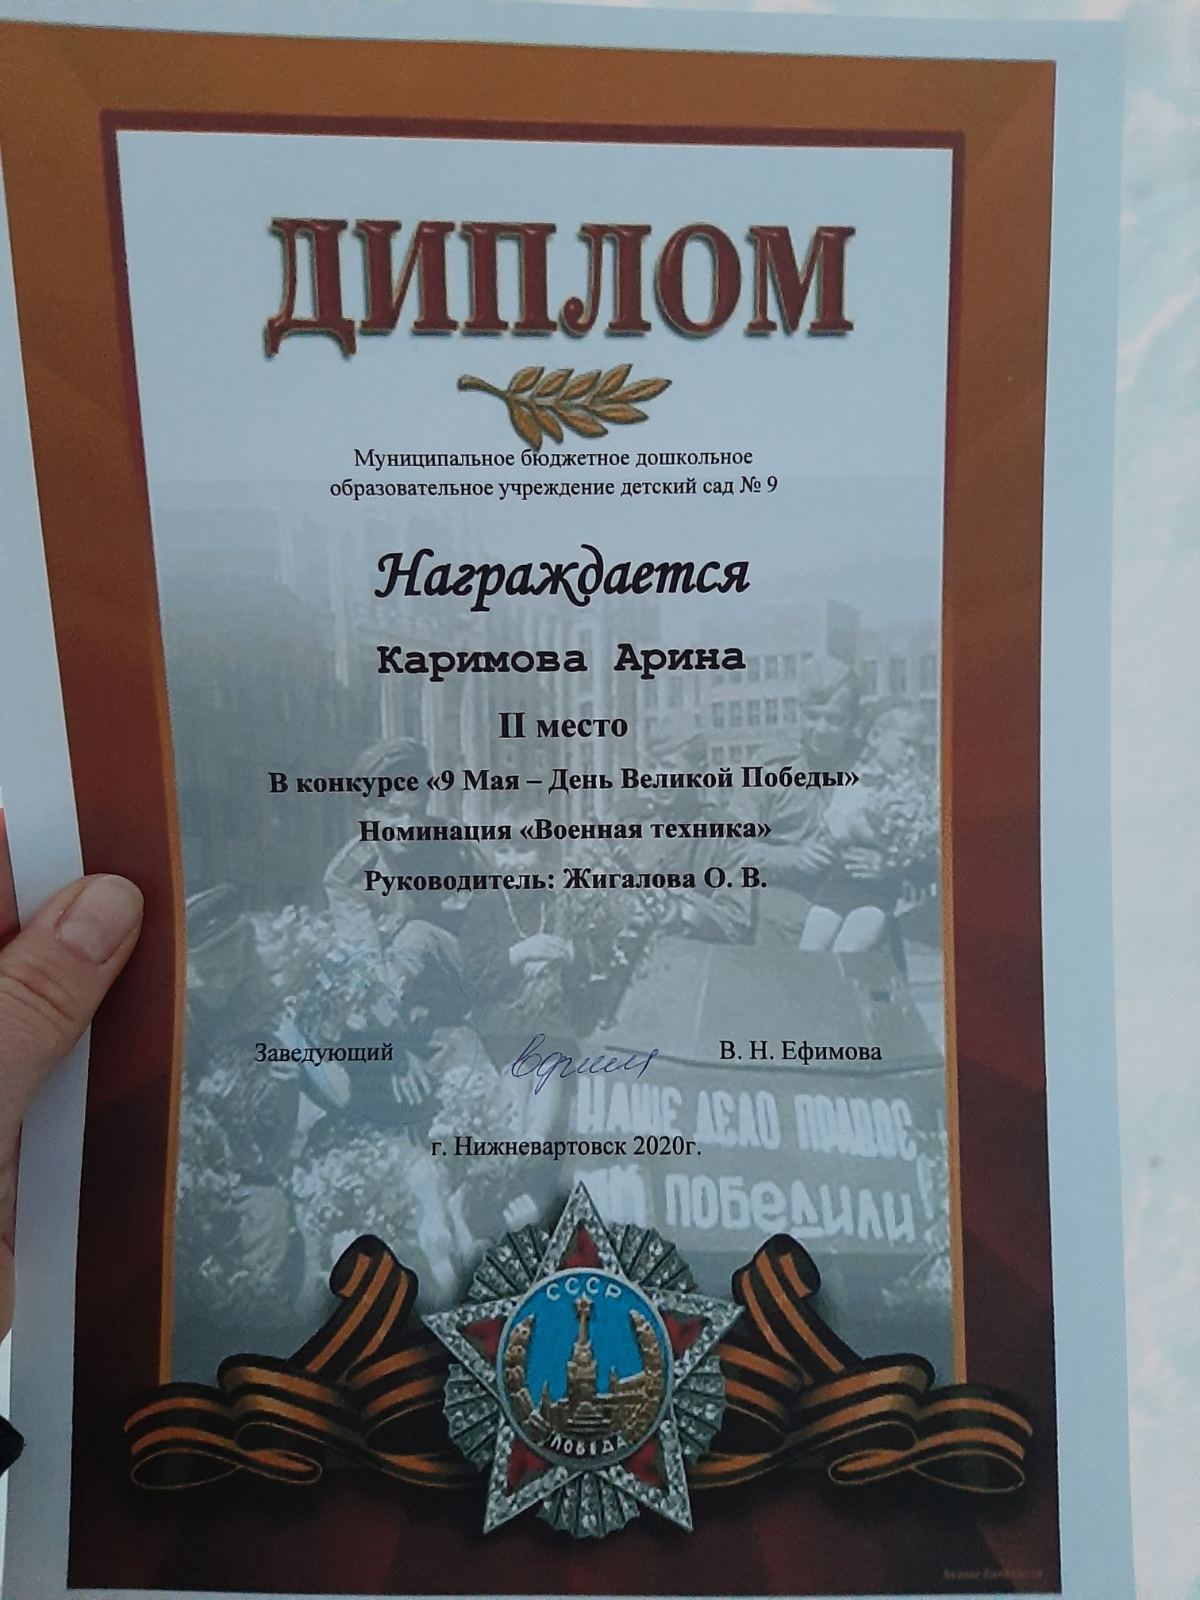 ДИПЛОМ
Муниципальное бюджетное дошкольное
образовательное учреждение детский сад № 9
Награждается
Каримова Арина
II место
В конкурсе «9 Мая – День Великой Победы»
Номинация «Военная техника»
Руководитель: Жигалова О. В.
Заведующий
В. Н. Ефимова
НАШЕ ДЕЛО ПРАВОЕ
г. Нижневартовск 2020г.
ПОБЕДИЛИ!
СССР
ПОБЕДА